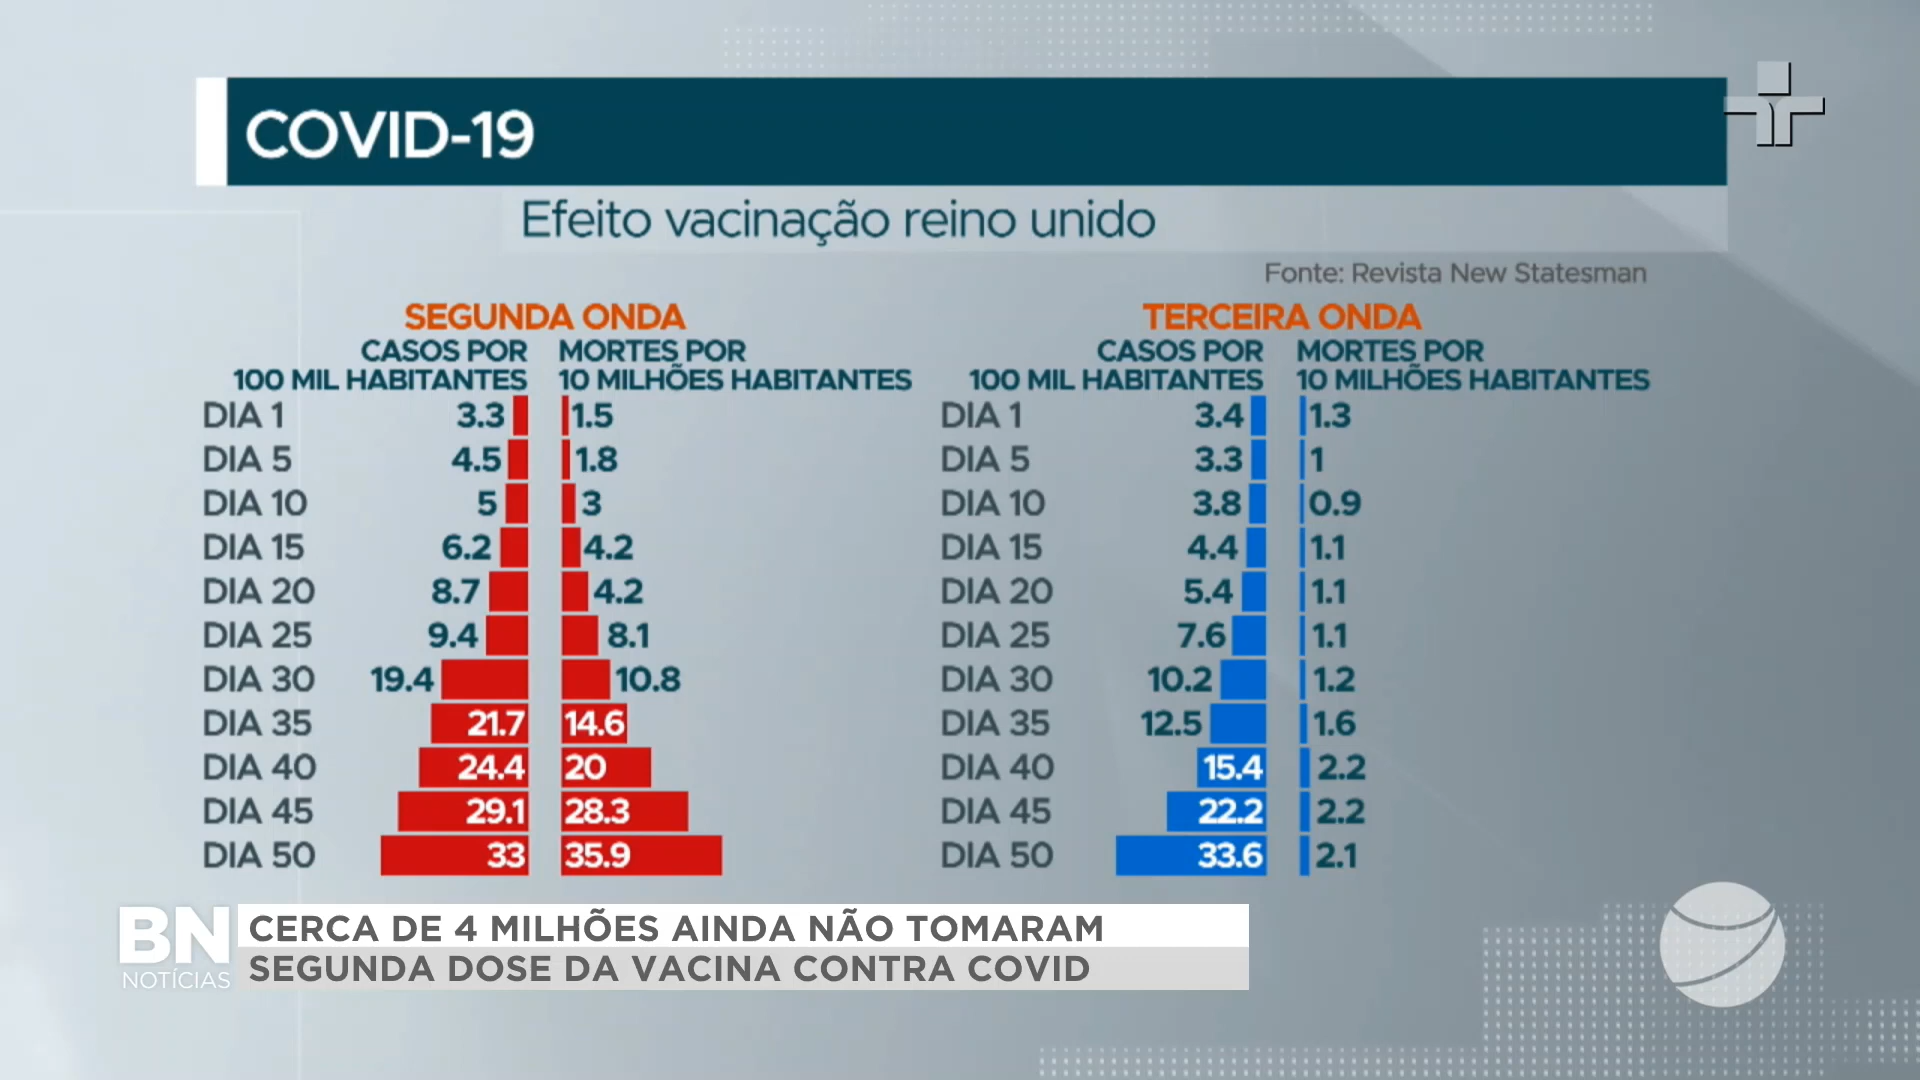 COVID-19
Efeito vacinação reino unido
Fonte: Revista New Statesman
SEGUNDA ONDA
CASOS POR 100 MIL HABITANTES
MORTES POR 10 MILHÕES HABITANTES
DIA 1 3.3 1.5
DIA 5 4.5 1.8
DIA 10 5 3
DIA 15 6.2 4.2
DIA 20 8.7 4.2
DIA 25 9.4 8.1
DIA 30 19.4 10.8
DIA 35 21.7 14.6
DIA 40 24.4 20
DIA 45 29.1 28.3
DIA 50 33 35.9
TERCEIRA ONDA
CASOS POR 100 MIL HABITANTES
MORTES POR 10 MILHÕES HABITANTES
DIA 1 3.4 1.3
DIA 5 3.3 1
DIA 10 3.8 0.9
DIA 15 4.4 1.1
DIA 20 5.4 1.1
DIA 25 7.6 1.1
DIA 30 10.2 1.2
DIA 35 12.5 1.6
DIA 40 15.4 2.2
DIA 45 22.2 2.2
DIA 50 33.6 2.1
BN
NOTÍCIAS
CERCA DE 4 MILHÕES AINDA NÃO TOMARAM
SEGUNDA DOSE DA VACINA CONTRA COVID